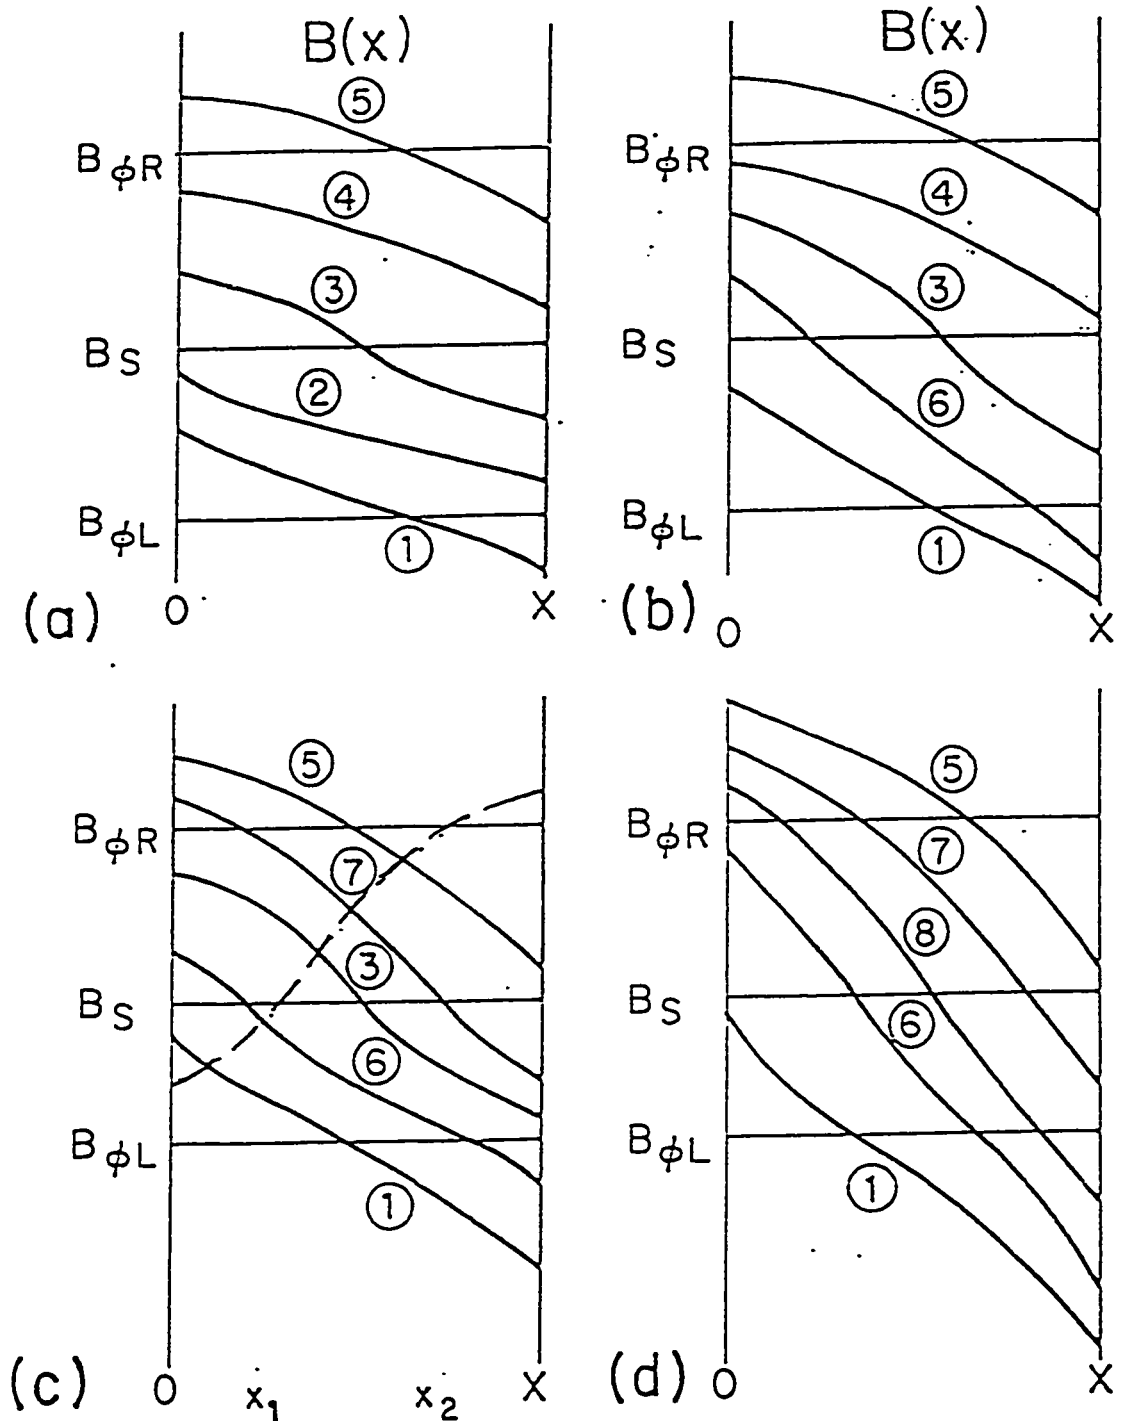 B(x)
⑤
BϕR
④
③
BS
②
BϕL
①
(a)
0
X
B(x)
⑤
BϕR
④
③
BS
⑥
BϕL
①
(b)
0
X
⑤
BϕR
⑦
③
BS
⑥
BϕL
①
(c)
0
x1
x2
X
⑤
BϕR
⑦
⑧
BS
⑥
BϕL
①
(d)
0
X